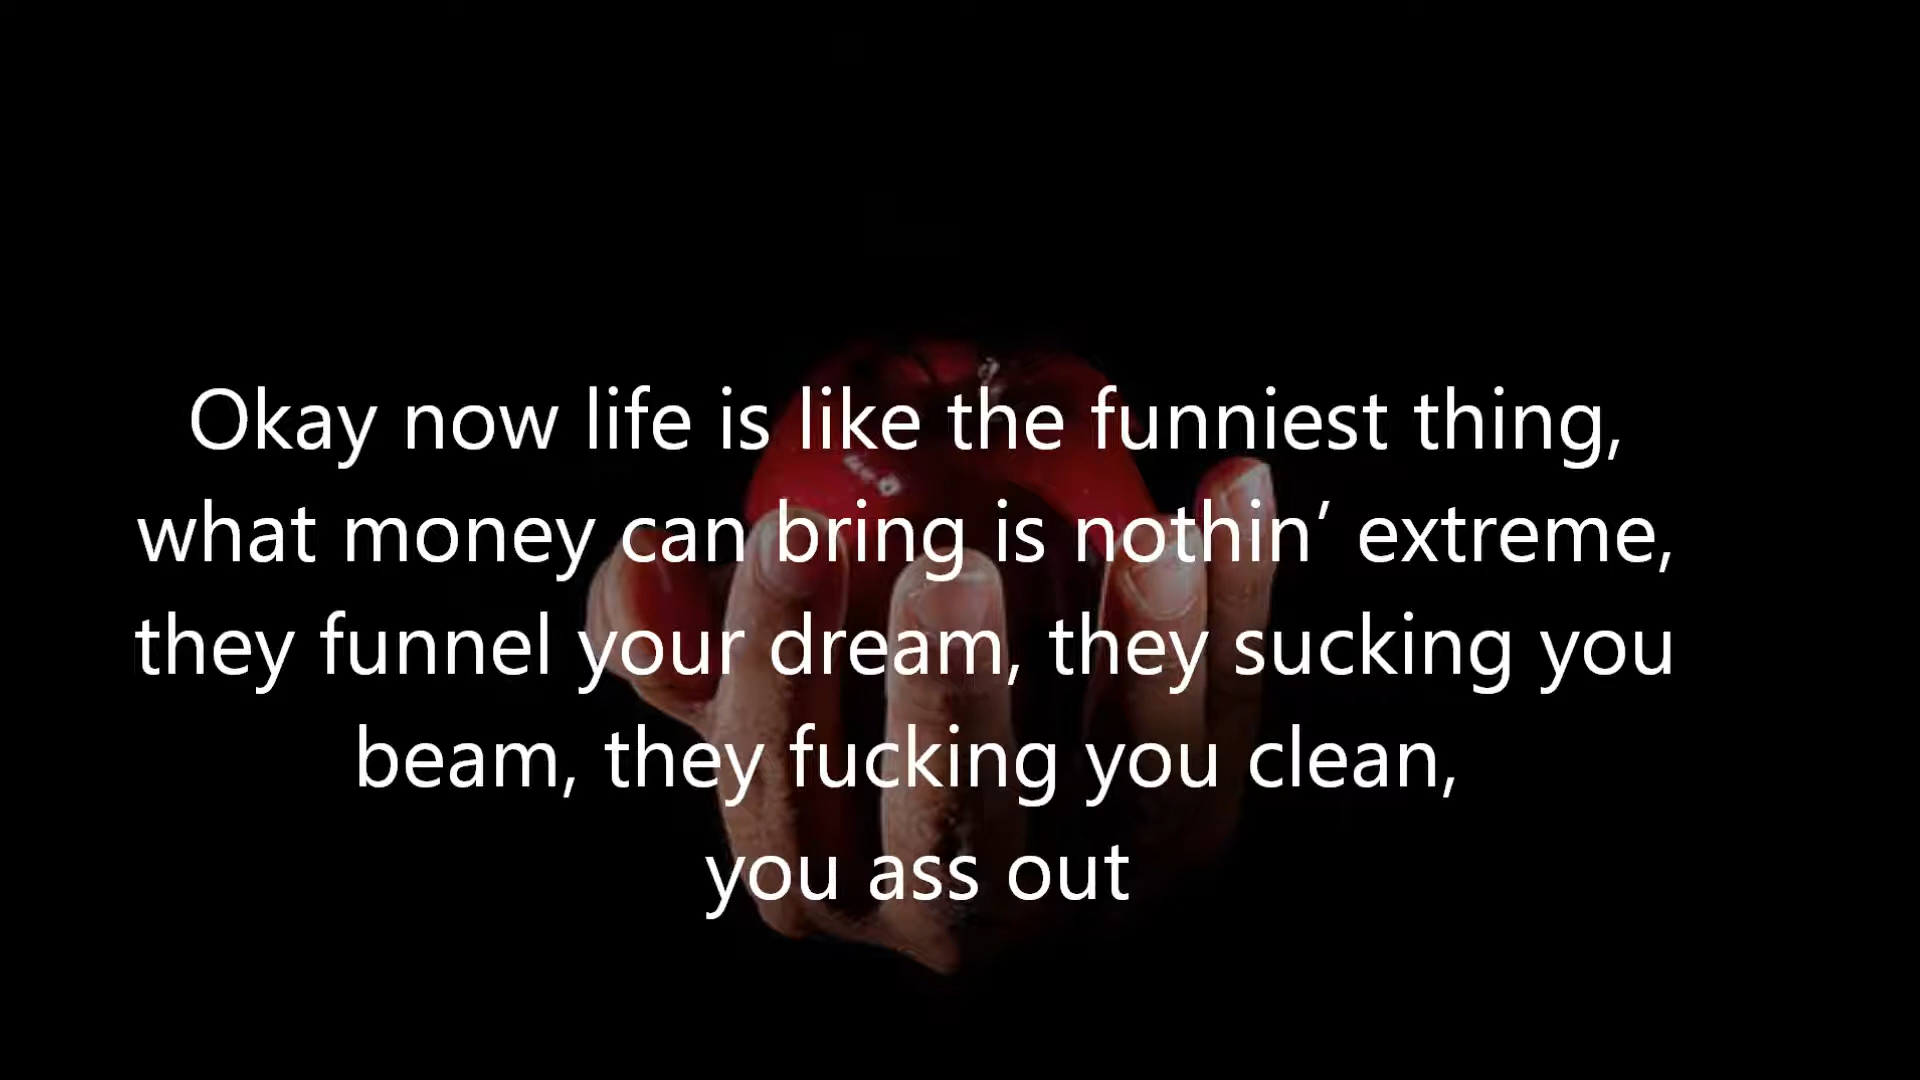 Okay now life is like the funniest thing,
what money can bring is nothin’ extreme,
they funnel your dream, they sucking you
beam, they fucking you clean,
you ass out